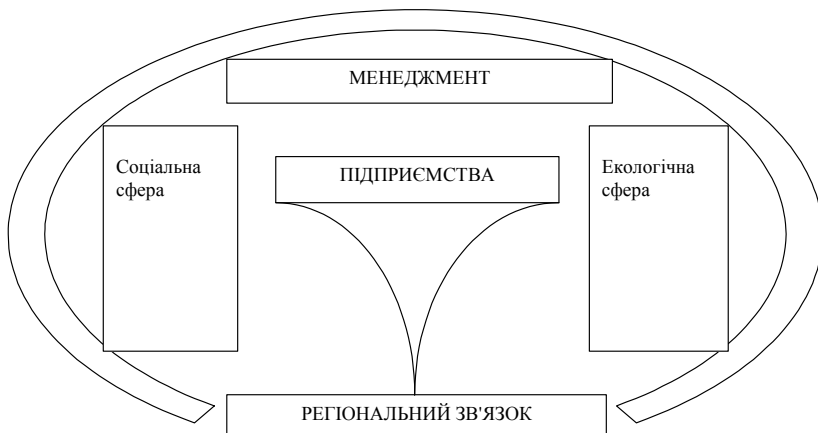 МЕНЕДЖМЕНТ
Соціальна
сфера
ПІДПРИЄМСТВА
Екологічна
сфера
РЕГІОНАЛЬНИЙ ЗВ'ЯЗОК